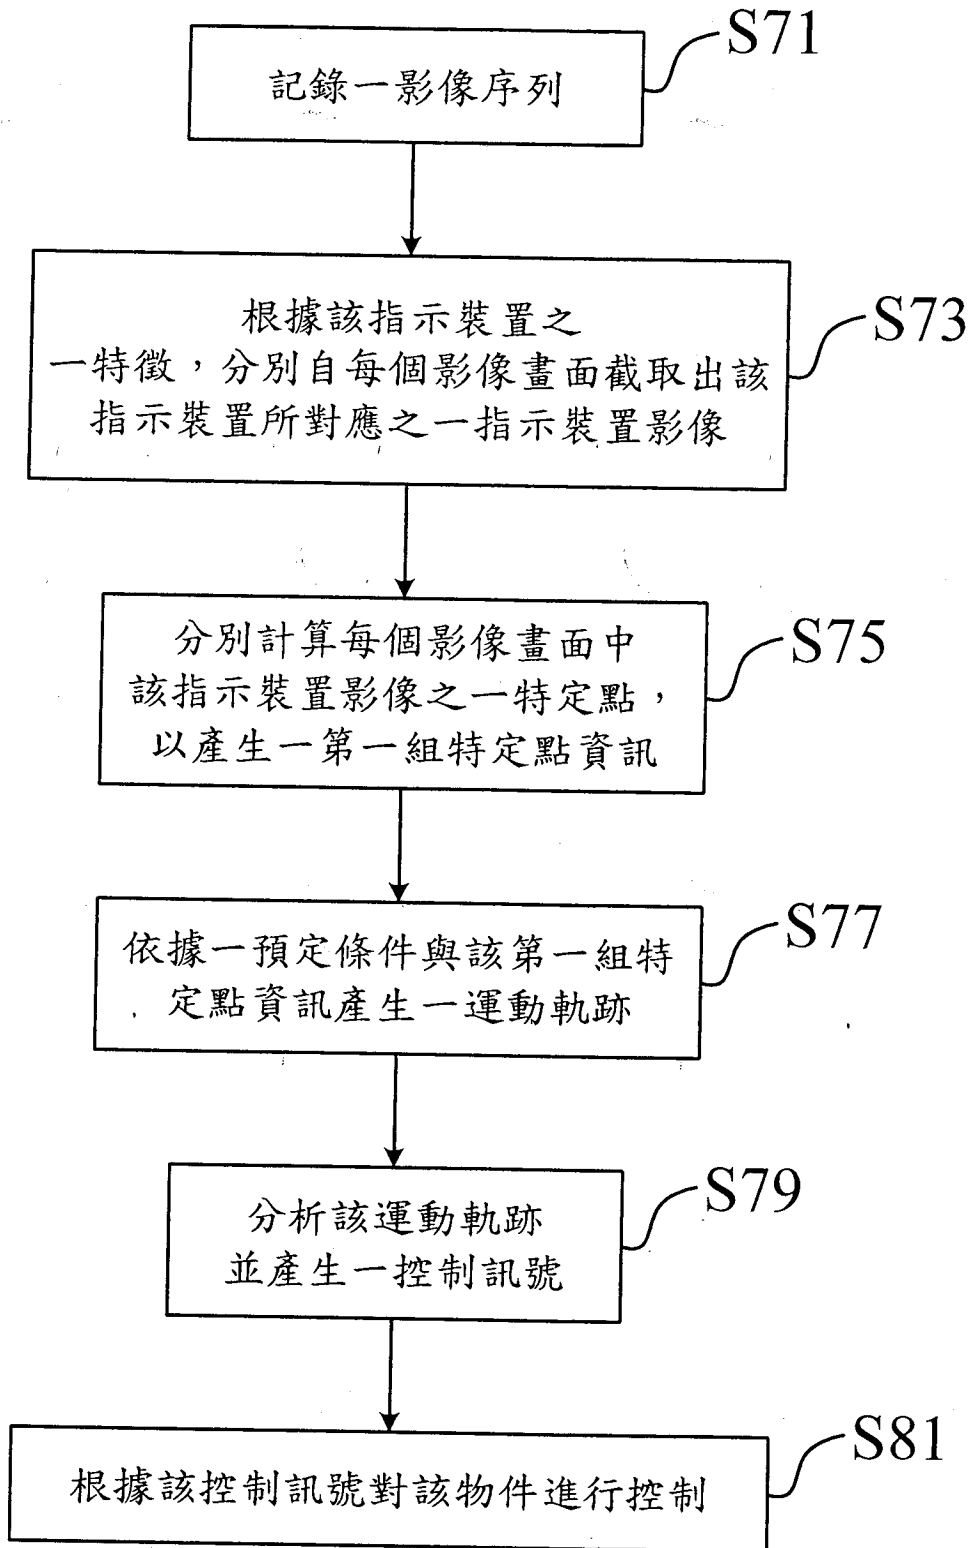 S71
記錄一影像序列
S73
根據該指示裝置之
一特徵，分別自每個影像畫面截取出該
指示裝置所對應之一指示裝置影像
S75
分別計算每個影像畫面中
該指示裝置影像之一特定點，
以產生一第一組特定點資訊
S77
依據一預定條件與該第一組特
定點資訊產生一運動軌跡
S79
分析該運動軌跡
並產生一控制訊號
S81
根據該控制訊號對該物件進行控制